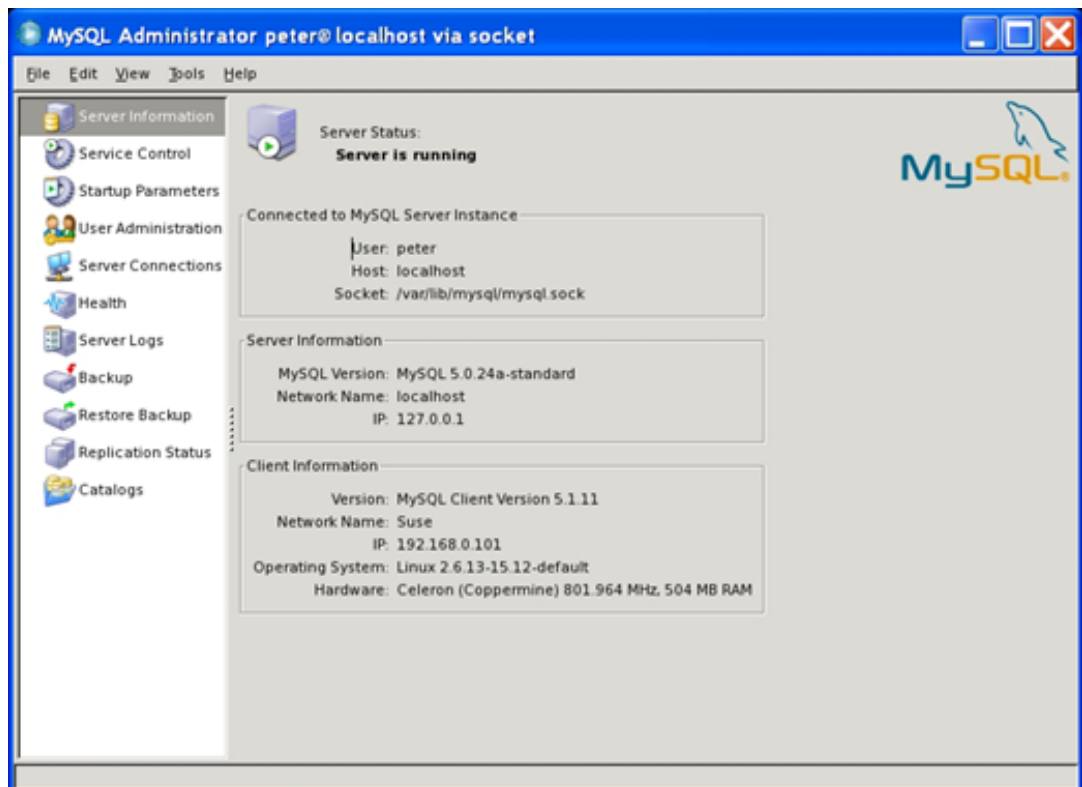 MySQL Administrator peter@localhost via socket
File Edit View Tools Help
Server Information
Service Control
Startup Parameters
User Administration
Server Connections
Health
Server Logs
Backup
Restore Backup
Replication Status
Catalogs
Server Status:
Server is running
MySQL®
Connected to MySQL Server Instance
User: peter
Host: localhost
Socket: /var/lib/mysql/mysql.sock
Server Information
MySQL Version: MySQL 5.0.24a-standard
Network Name: localhost
IP: 127.0.0.1
Client Information
Version: MySQL Client Version 5.1.11
Network Name: Suse
IP: 192.168.0.101
Operating System: Linux 2.6.13-15.12-default
Hardware: Celeron (Coppermine) 801.964 MHz, 504 MB RAM